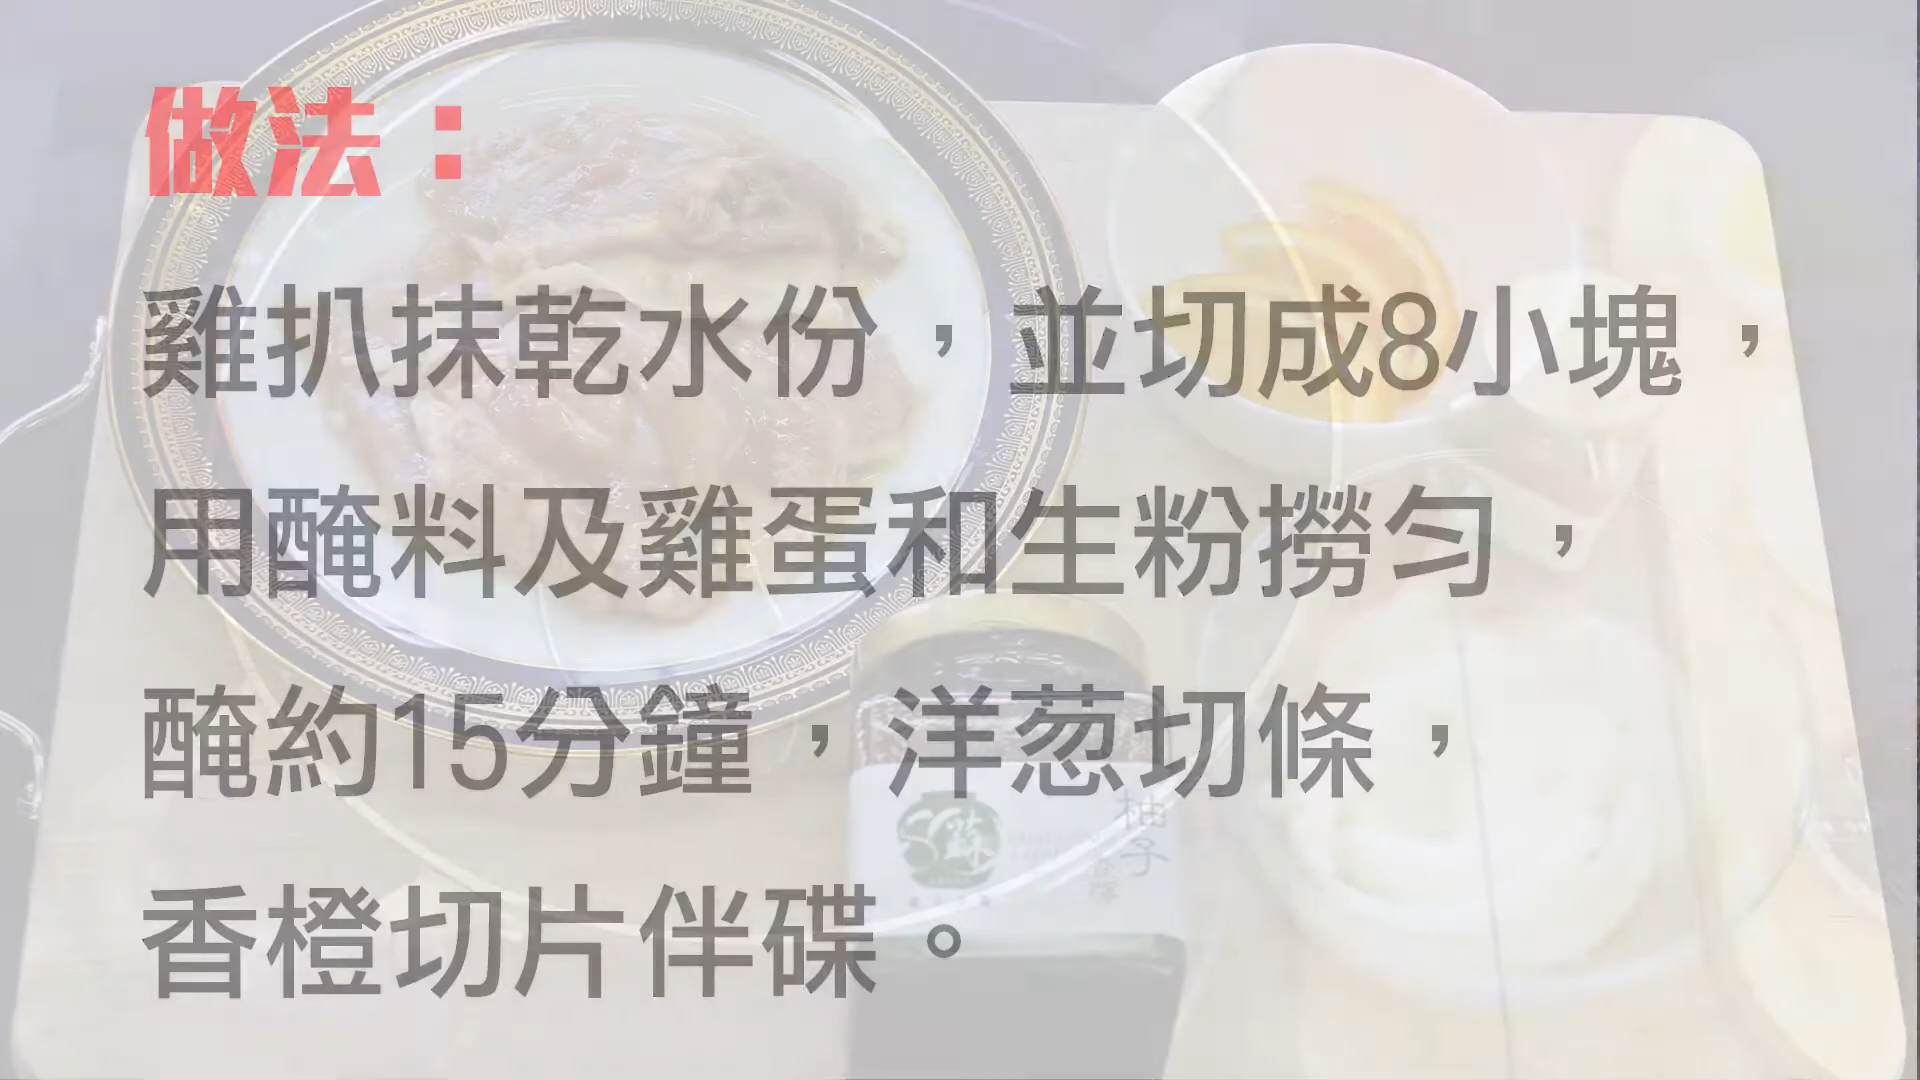 做法：
雞扒抹乾水份，並切成8小塊，
用醃料及雞蛋和生粉撈勻，
醃約15分鐘，洋葱切條，
香橙切片伴碟。
柚子